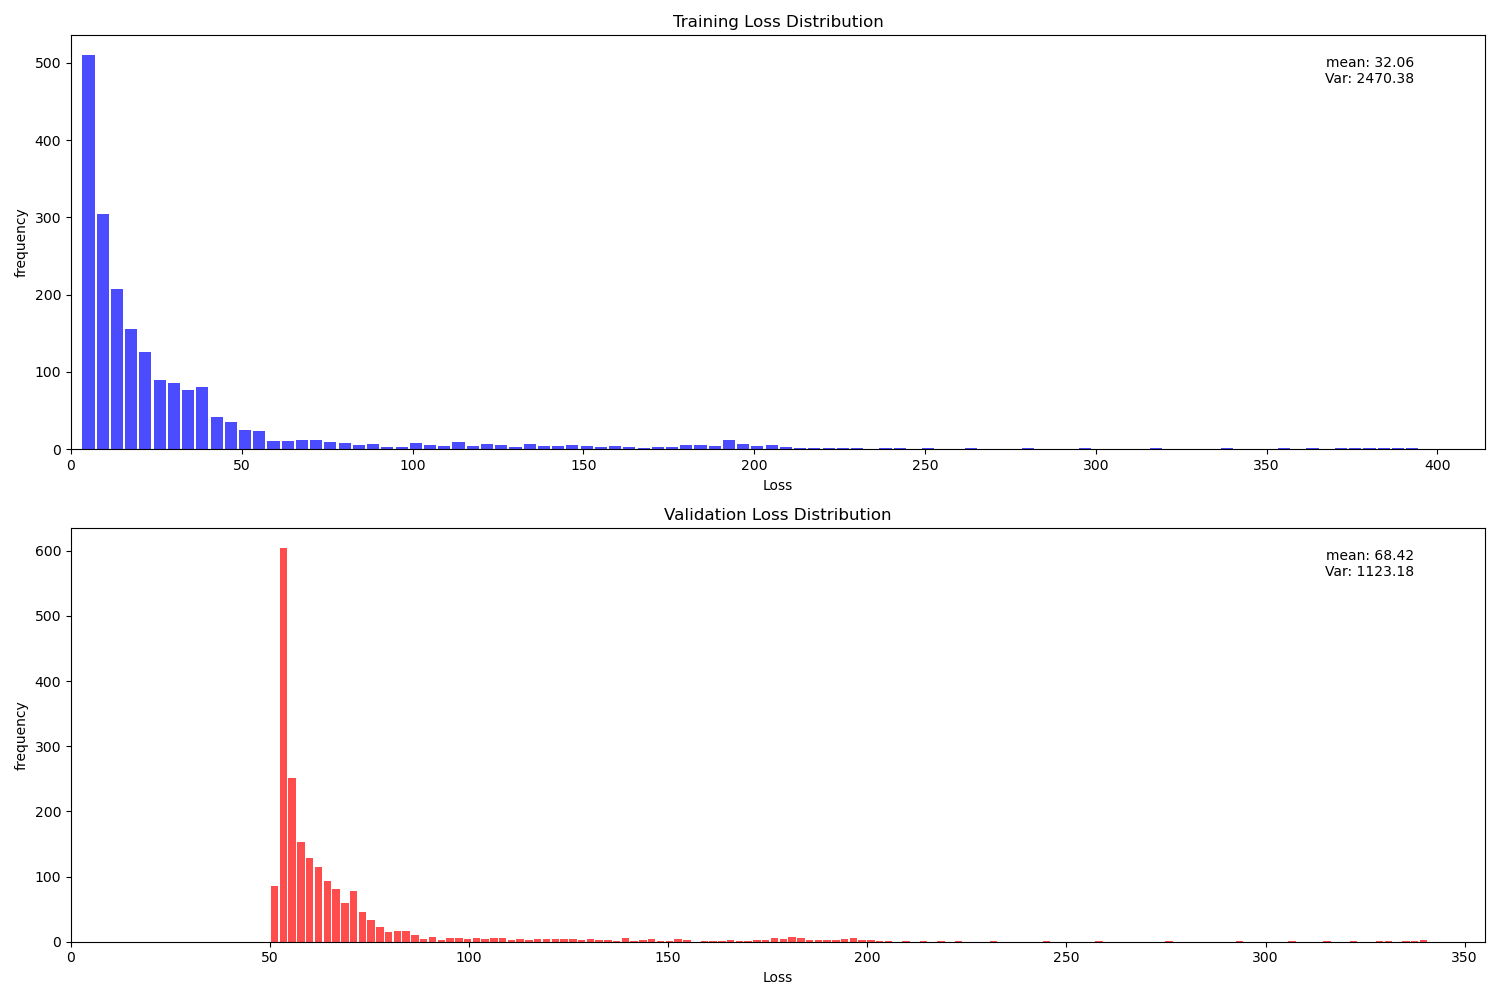 Training Loss Distribution
mean: 32.06
Var: 2470.38
frequency
500
400
300
200
100
0
0 50 100 150 200 250 300 350 400
Loss
Validation Loss Distribution
mean: 68.42
Var: 1123.18
frequency
600
500
400
300
200
100
0
0 50 100 150 200 250 300 350
Loss